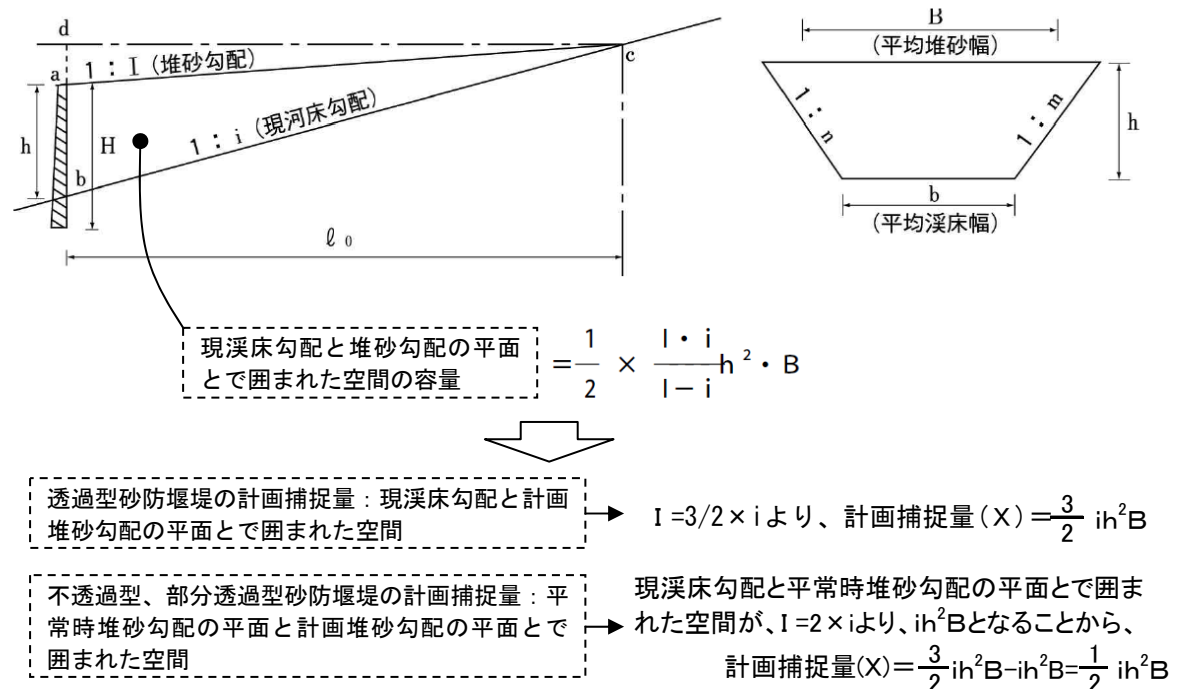 d
a
1：I（堆砂勾配）
c
h
H
1：i（現河床勾配）
b
ℓ₀
B
（平均堆砂幅）
1：n
1：m
h
b
（平均渓床幅）
現渓床勾配と堆砂勾配の平面
とで囲まれた空間の容量
＝1/2 × I・i/I－i h²・B
透過型砂防堰堤の計画捕捉量：現渓床勾配と計画
堆砂勾配の平面とで囲まれた空間
I=3/2×iより、計画捕捉量(X)＝3/2 ih²B
不透過型、部分透過型砂防堰堤の計画捕捉量：平
常時堆砂勾配の平面と計画堆砂勾配の平面とで
囲まれた空間
現渓床勾配と平常時堆砂勾配の平面とで囲ま
れた空間が、I=2×iより、ih²Bとなることから、
計画捕捉量(X)＝3/2 ih²B-ih²B=1/2 ih²B